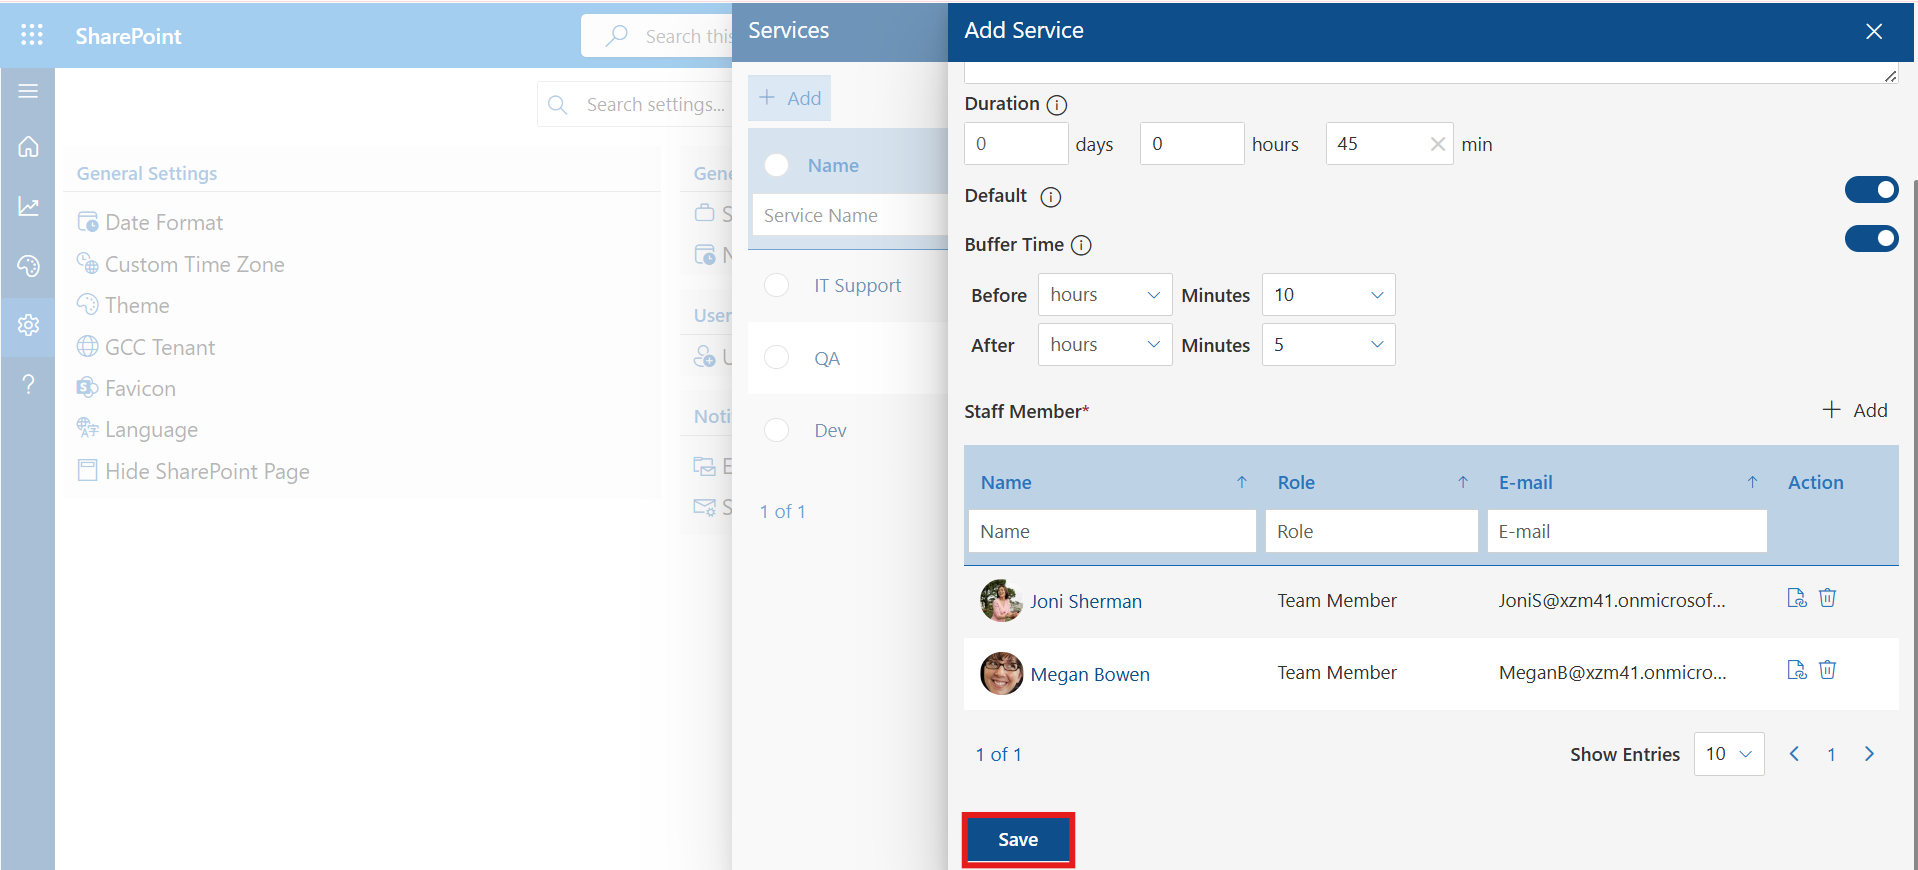 SharePoint
Search this
Services
Add Service
Search settings...
+ Add
Duration
0 days 0 hours 45 min
General Settings
Gene
Name
Default
Date Format
S
Service Name
Buffer Time
Custom Time Zone
N
Before hours Minutes 10
Theme
IT Support
User
After hours Minutes 5
GCC Tenant
U
QA
Favicon
Noti
Staff Member*
+ Add
Language
Dev
E
Hide SharePoint Page
S
Name Role E-mail Action
1 of 1
Name Role E-mail
Joni Sherman Team Member JoniS@xzm41.onmicrosof...
Megan Bowen Team Member MeganB@xzm41.onmicro...
1 of 1 Show Entries 10 1
Save